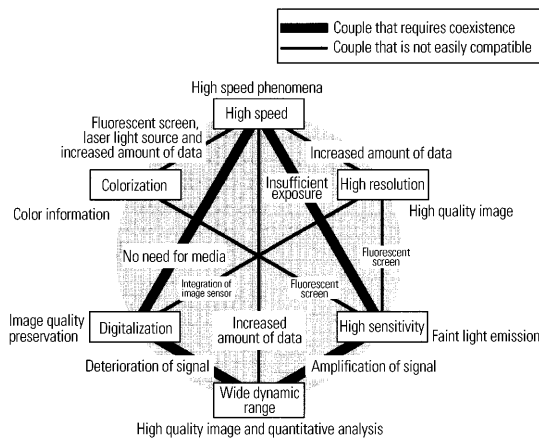 Couple that requires coexistence
Couple that is not easily compatible
High speed phenomena
High speed
Fluorescent screen,
laser light source and
increased amount of data
Increased amount of data
Insufficient
exposure
Colorization
High resolution
Color information
High quality image
No need for media
Fluorescent
screen
Integration of
image sensor
Fluorescent
screen
Image quality
preservation
Digitalization
Increased
amount of data
High sensitivity
Faint light emission
Deterioration of signal
Amplification of signal
Wide dynamic
range
High quality image and quantitative analysis